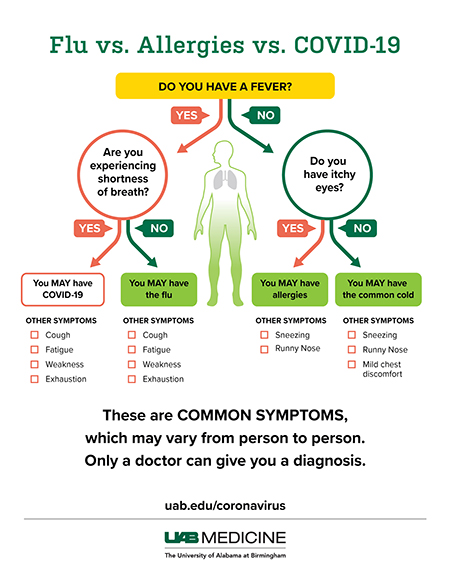 Flu vs. Allergies vs. COVID-19
DO YOU HAVE A FEVER?
YES
NO
Are you
experiencing
shortness
of breath?
Do you
have itchy
eyes?
YES
NO
YES
NO
You MAY have
COVID-19
You MAY have
the flu
You MAY have
allergies
You MAY have
the common cold
OTHER SYMPTOMS
Cough
Fatigue
Weakness
Exhaustion
OTHER SYMPTOMS
Cough
Fatigue
Weakness
Exhaustion
OTHER SYMPTOMS
Sneezing
Runny Nose
OTHER SYMPTOMS
Sneezing
Runny Nose
Mild chest
discomfort
These are COMMON SYMPTOMS,
which may vary from person to person.
Only a doctor can give you a diagnosis.
uab.edu/coronavirus
UAB MEDICINE
The University of Alabama at Birmingham